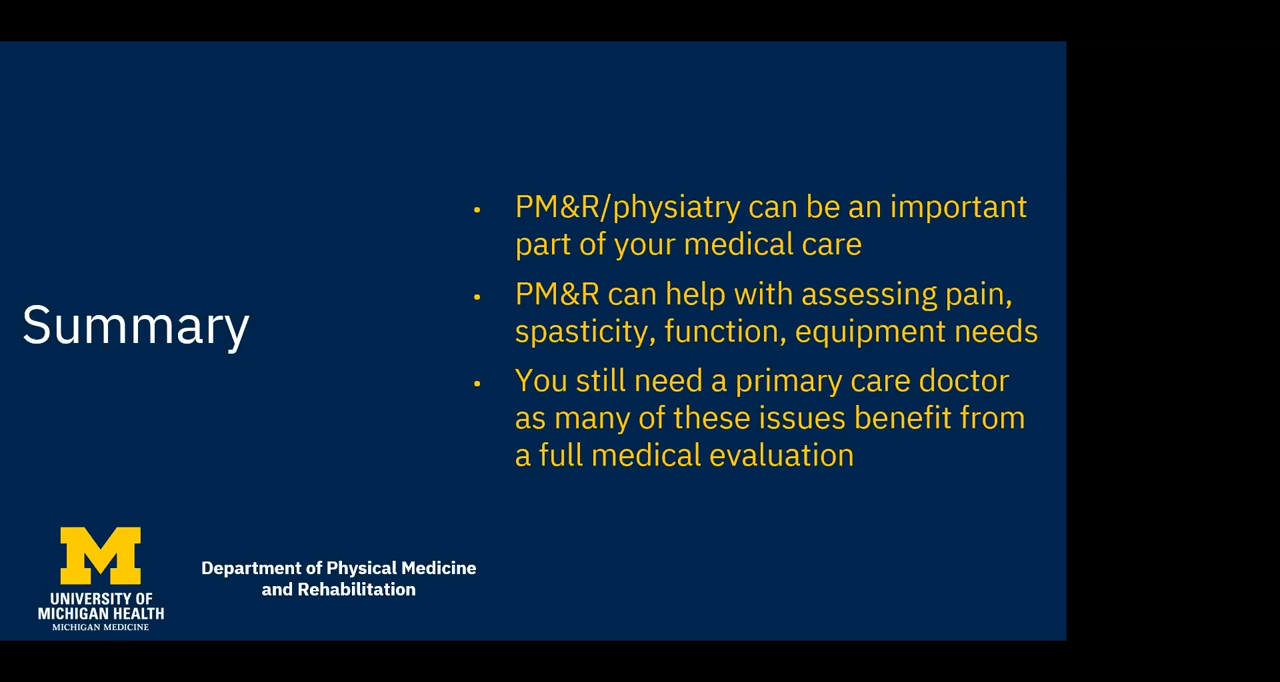 Summary
• PM&R/physiatry can be an important
part of your medical care
• PM&R can help with assessing pain,
spasticity, function, equipment needs
• You still need a primary care doctor
as many of these issues benefit from
a full medical evaluation
M
UNIVERSITY OF
MICHIGAN HEALTH
MICHIGAN MEDICINE
Department of Physical Medicine
and Rehabilitation